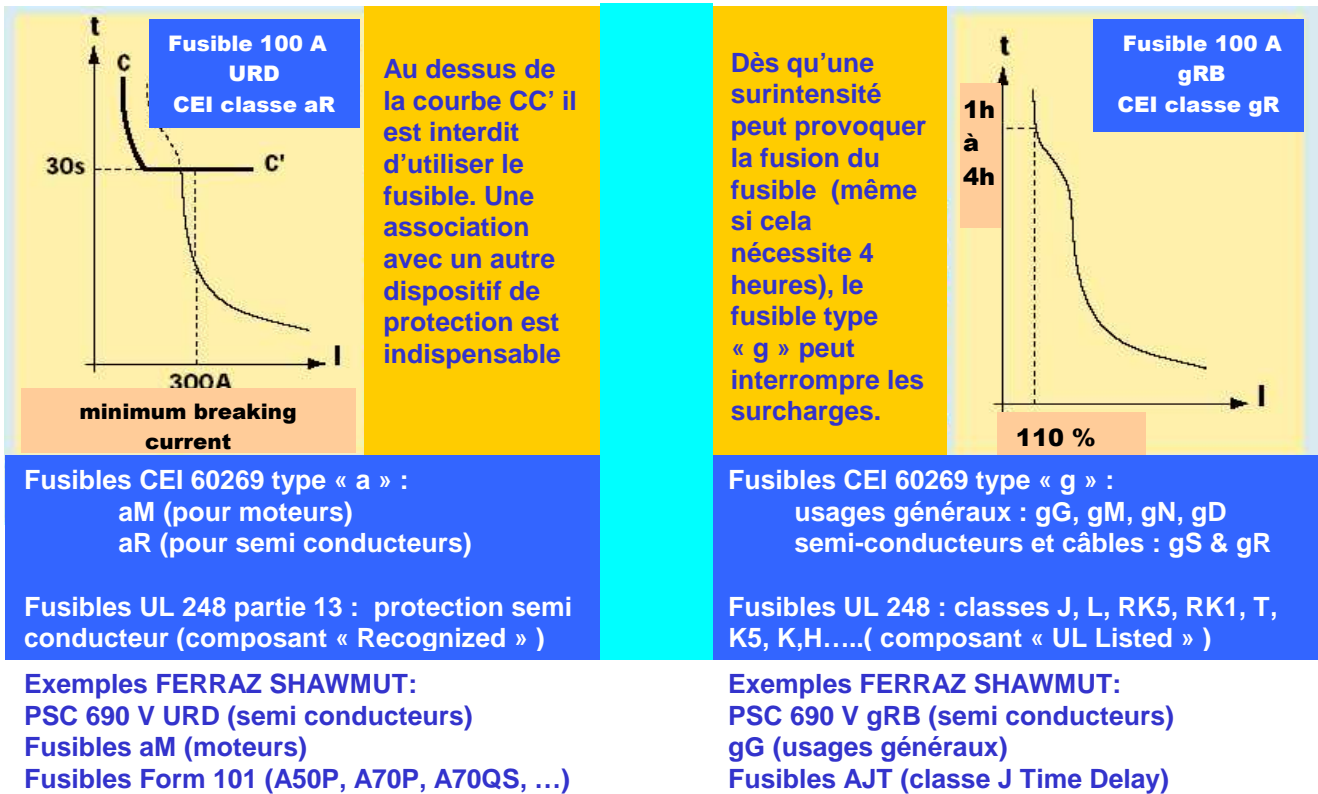 t
C
Fusible 100 A
URD
CEI classe aR
30s
C'
I
300A
minimum breaking
current
Au dessus de
la courbe CC’ il
est interdit
d’utiliser le
fusible. Une
association
avec un autre
dispositif de
protection est
indispensable
Dès qu’une
surintensité
peut provoquer
la fusion du
fusible (même
si cela
nécessite 4
heures), le
fusible type
« g » peut
interrompre les
surcharges.
t
1h
à
4h
Fusible 100 A
gRB
CEI classe gR
I
110 %
Fusibles CEI 60269 type « a » :
aM (pour moteurs)
aR (pour semi conducteurs)
Fusibles UL 248 partie 13 : protection semi
conducteur (composant « Recognized » )
Fusibles CEI 60269 type « g » :
usages généraux : gG, gM, gN, gD
semi-conducteurs et câbles : gS & gR
Fusibles UL 248 : classes J, L, RK5, RK1, T,
K5, K,H…..( composant « UL Listed » )
Exemples FERRAZ SHAWMUT:
PSC 690 V URD (semi conducteurs)
Fusibles aM (moteurs)
Fusibles Form 101 (A50P, A70P, A70QS, …)
Exemples FERRAZ SHAWMUT:
PSC 690 V gRB (semi conducteurs)
gG (usages généraux)
Fusibles AJT (classe J Time Delay)